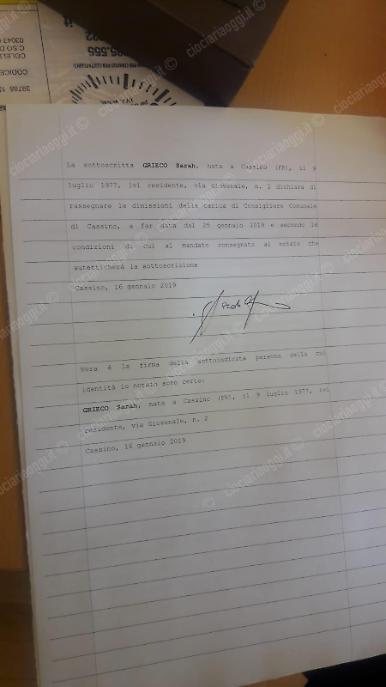 La sottoscritta GRIECO Sarah, nata a Cassino (FR), il 9
luglio 1977, ivi residente, via Giovenale, n. 2 dichiara di
rassegnare le dimissioni dalla carica di Consigliere Comunale
di Cassino, a far data dal 25 gennaio 2019 e secondo le
condizioni di cui al mandato consegnato al notaio che
autenticherà la sottoscrizione
Cassino, 16 gennaio 2019
Vera è la firma della sottoindicata persona della cui
identità io notaio sono certo:
GRIECO Sarah, nata a Cassino (FR), il 9 luglio 1977, ivi
residente, Via Giovenale, n. 2
Cassino, 16 gennaio 2019
ciociariaoggi.it ©